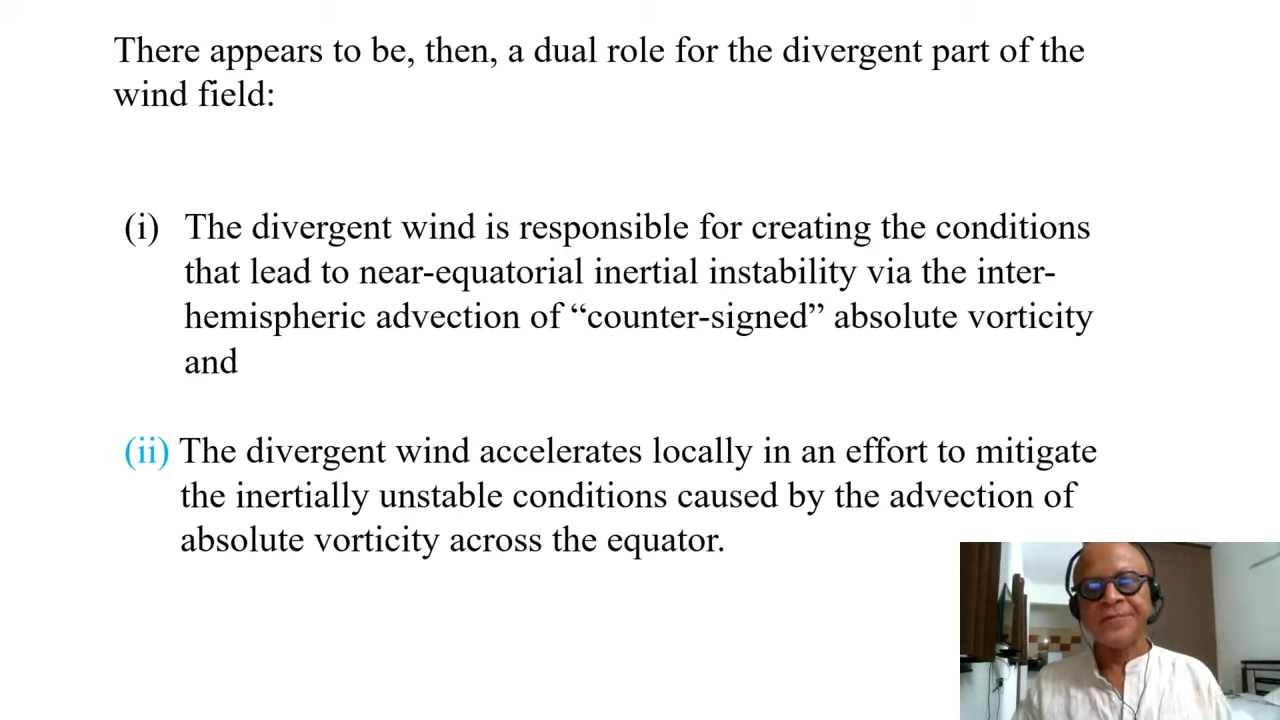 There appears to be, then, a dual role for the divergent part of the
wind field:
(i) The divergent wind is responsible for creating the conditions
that lead to near-equatorial inertial instability via the inter-
hemispheric advection of “counter-signed” absolute vorticity
and
(ii) The divergent wind accelerates locally in an effort to mitigate
the inertially unstable conditions caused by the advection of
absolute vorticity across the equator.